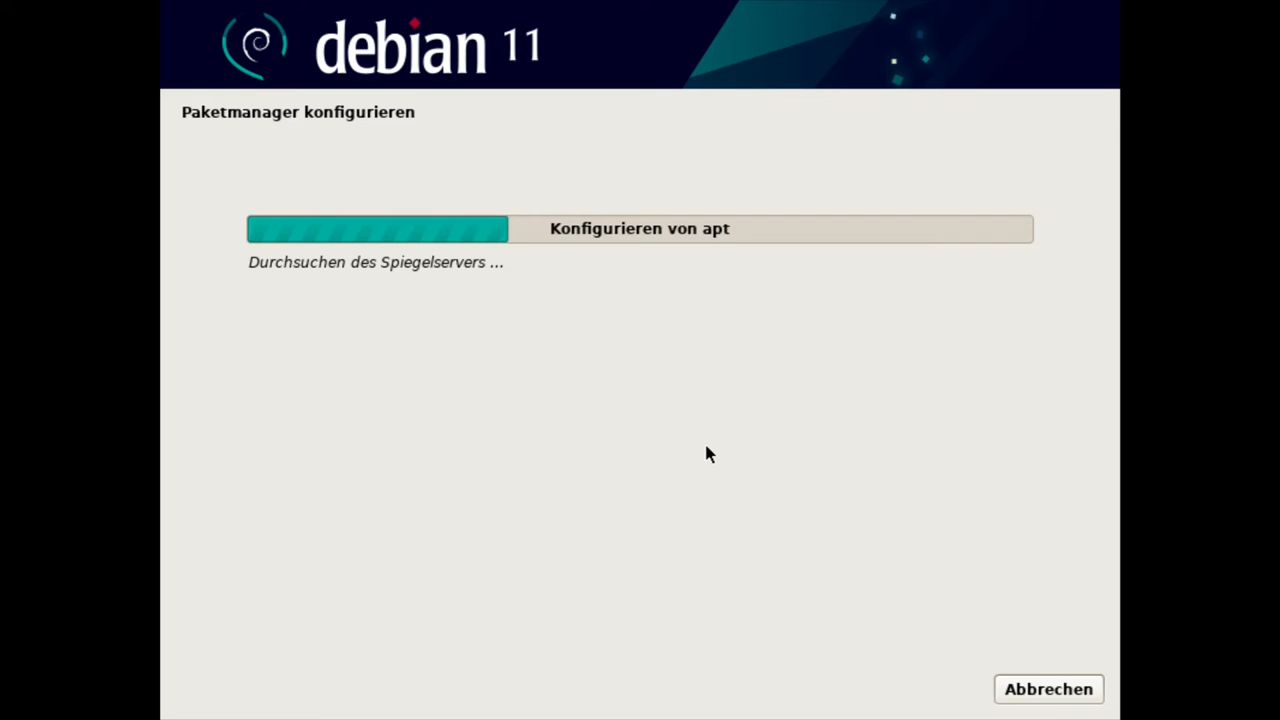 debian 11
Paketmanager konfigurieren
Konfigurieren von apt
Durchsuchen des Spiegelservers ...
Abbrechen